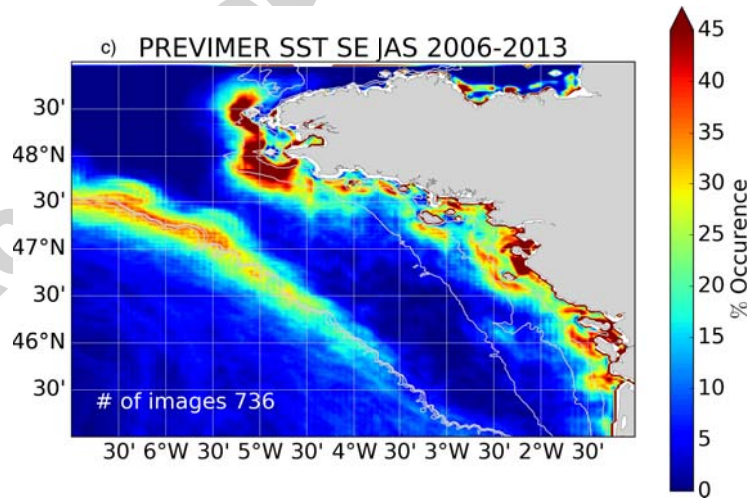 c) PREVIMER SST SE JAS 2006-2013
30'
48°N
30'
47°N
30'
46°N
30'
# of images 736
30' 6°W 30' 5°W 30' 4°W 30' 3°W 30' 2°W 30'
45
40
35
30
25
20
15
10
5
0
% Occurence